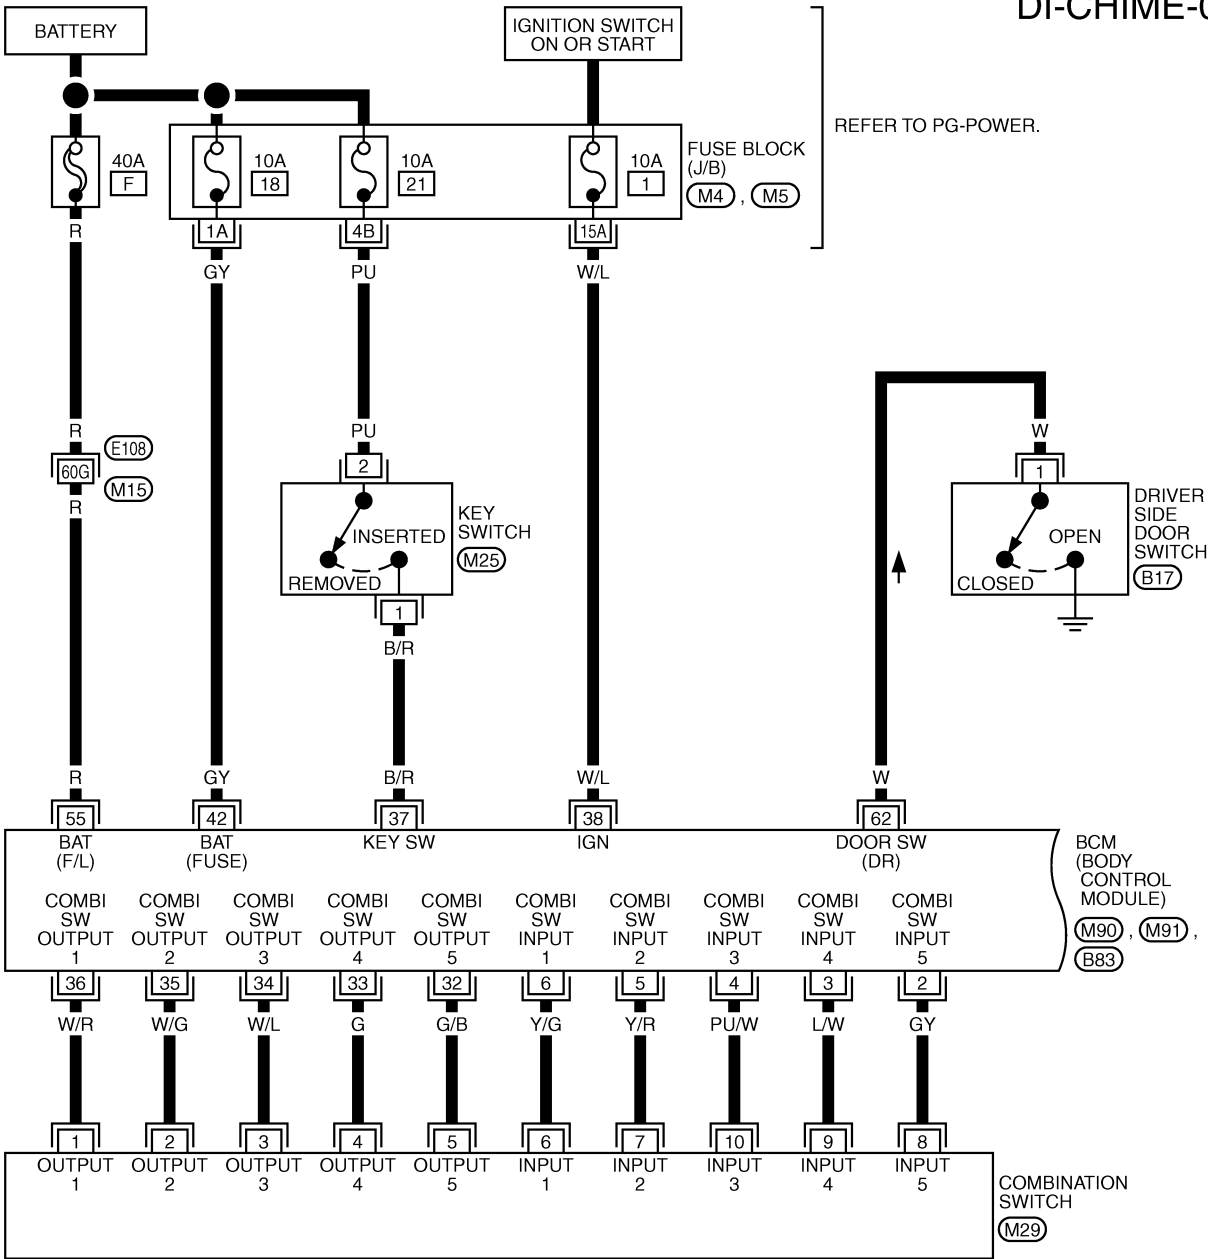 DI-CHIME-
BATTERY
IGNITION SWITCH
ON OR START
REFER TO PG-POWER.
40A
F
10A
18
10A
21
10A
1
FUSE BLOCK
(J/B)
M4 , M5
R
1A
4B
15A
GY
PU
W/L
R
E108
60G
M15
R
PU
2
KEY
SWITCH
M25
INSERTED
REMOVED
1
B/R
W
1
DRIVER
SIDE
DOOR
SWITCH
B17
OPEN
CLOSED
R
GY
B/R
W/L
W
55
42
37
38
62
BAT
(F/L)
BAT
(FUSE)
KEY SW
IGN
DOOR SW
(DR)
BCM
(BODY
CONTROL
MODULE)
M90 , M91 ,
B83
COMBI
SW
OUTPUT
1
COMBI
SW
OUTPUT
2
COMBI
SW
OUTPUT
3
COMBI
SW
OUTPUT
4
COMBI
SW
OUTPUT
5
COMBI
SW
INPUT
1
COMBI
SW
INPUT
2
COMBI
SW
INPUT
3
COMBI
SW
INPUT
4
COMBI
SW
INPUT
5
36
35
34
33
32
6
5
4
3
2
W/R
W/G
W/L
G
G/B
Y/G
Y/R
PU/W
L/W
GY
1
2
3
4
5
6
7
10
9
8
OUTPUT
1
OUTPUT
2
OUTPUT
3
OUTPUT
4
OUTPUT
5
INPUT
1
INPUT
2
INPUT
3
INPUT
4
INPUT
5
COMBINATION
SWITCH
M29